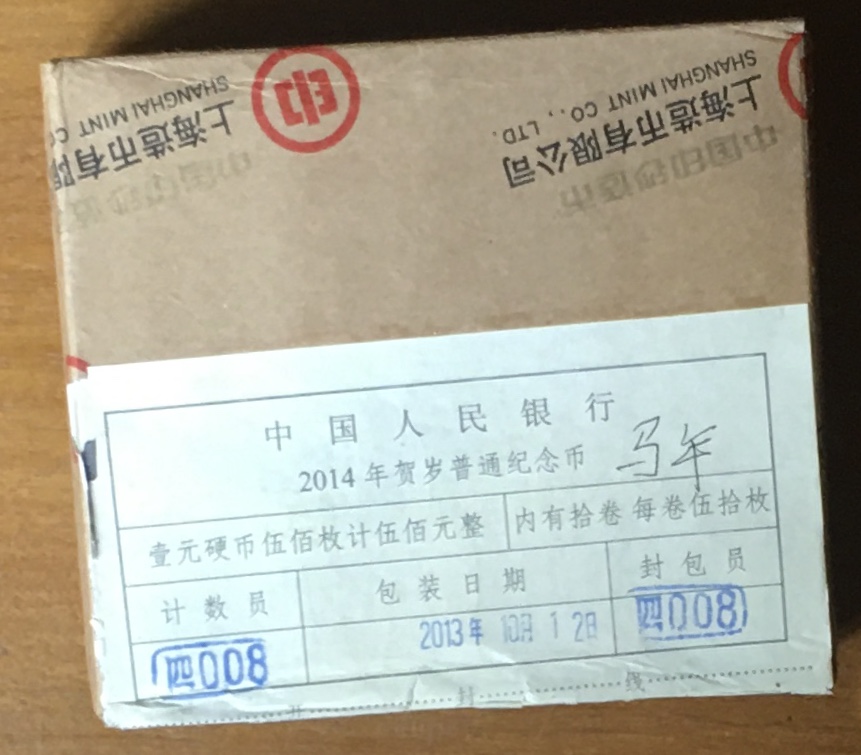 印
SHANGHAI MINT CO., LTD.
上海造币有限公司
中国印钞造币
SHANGHAI MINT CO
上海造币有限
中国印钞造
中国人民银行
2014年贺岁普通纪念币 马年
壹元硬币伍佰枚计伍佰元整 内有拾卷 每卷伍拾枚
计数员 包装日期 封包员
四008 2013年 10月 12日 四008
开 封 线